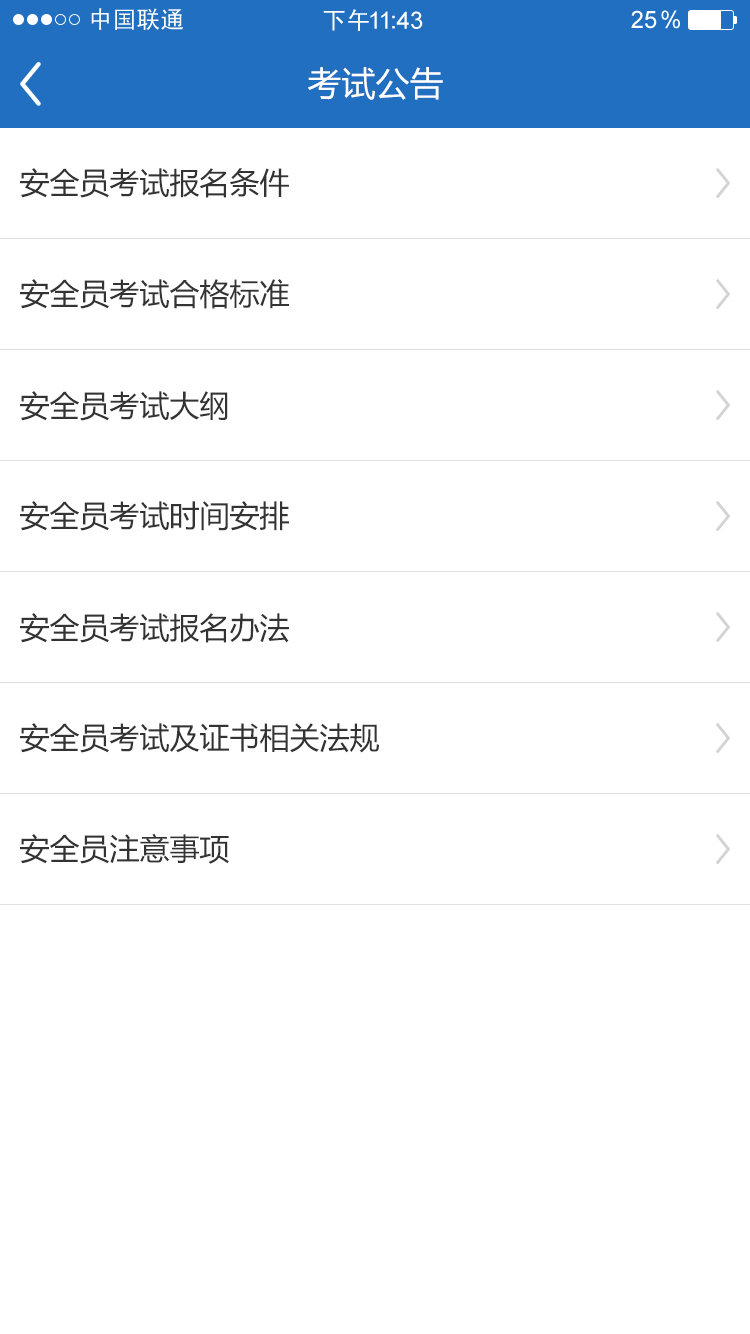 中国联通 下午11:43 25%
考试公告
安全员考试报名条件
安全员考试合格标准
安全员考试大纲
安全员考试时间安排
安全员考试报名办法
安全员考试及证书相关法规
安全员注意事项